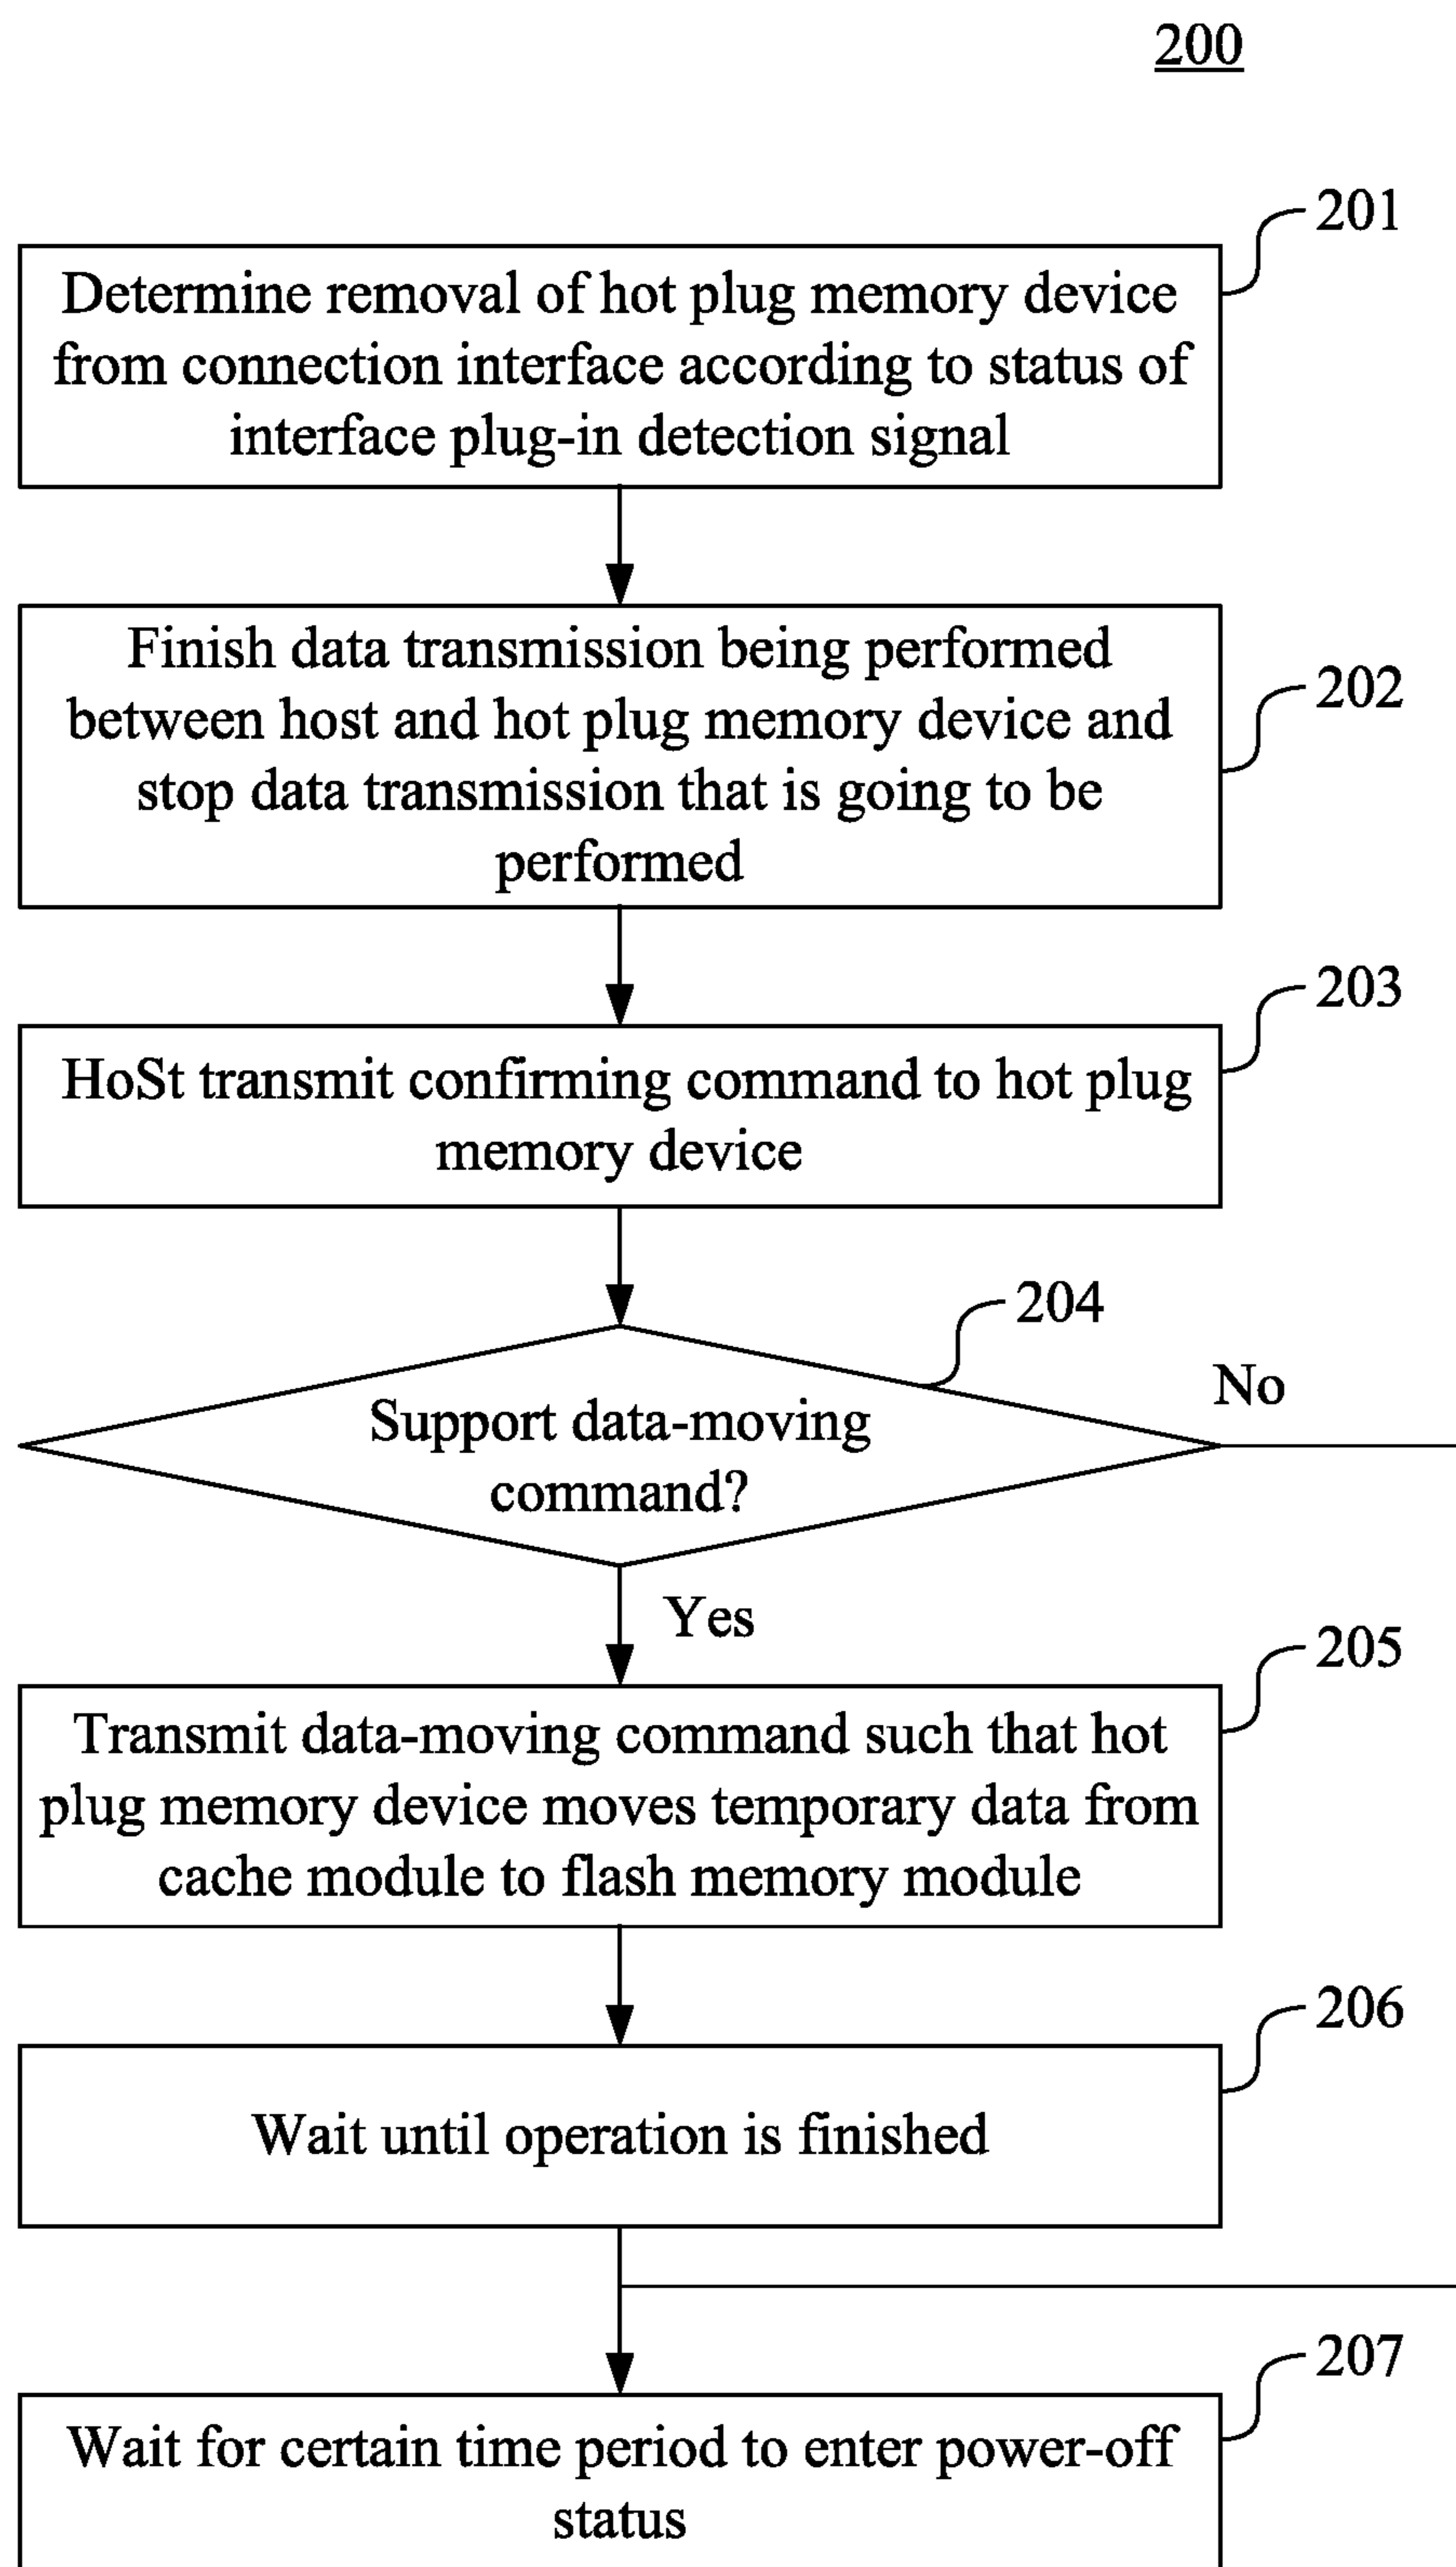 200
201
Determine removal of hot plug memory device
from connection interface according to status of
interface plug-in detection signal
202
Finish data transmission being performed
between host and hot plug memory device and
stop data transmission that is going to be
performed
203
HoSt transmit confirming command to hot plug
memory device
204
No
Support data-moving
command?
Yes
205
Transmit data-moving command such that hot
plug memory device moves temporary data from
cache module to flash memory module
206
Wait until operation is finished
207
Wait for certain time period to enter power-off
status